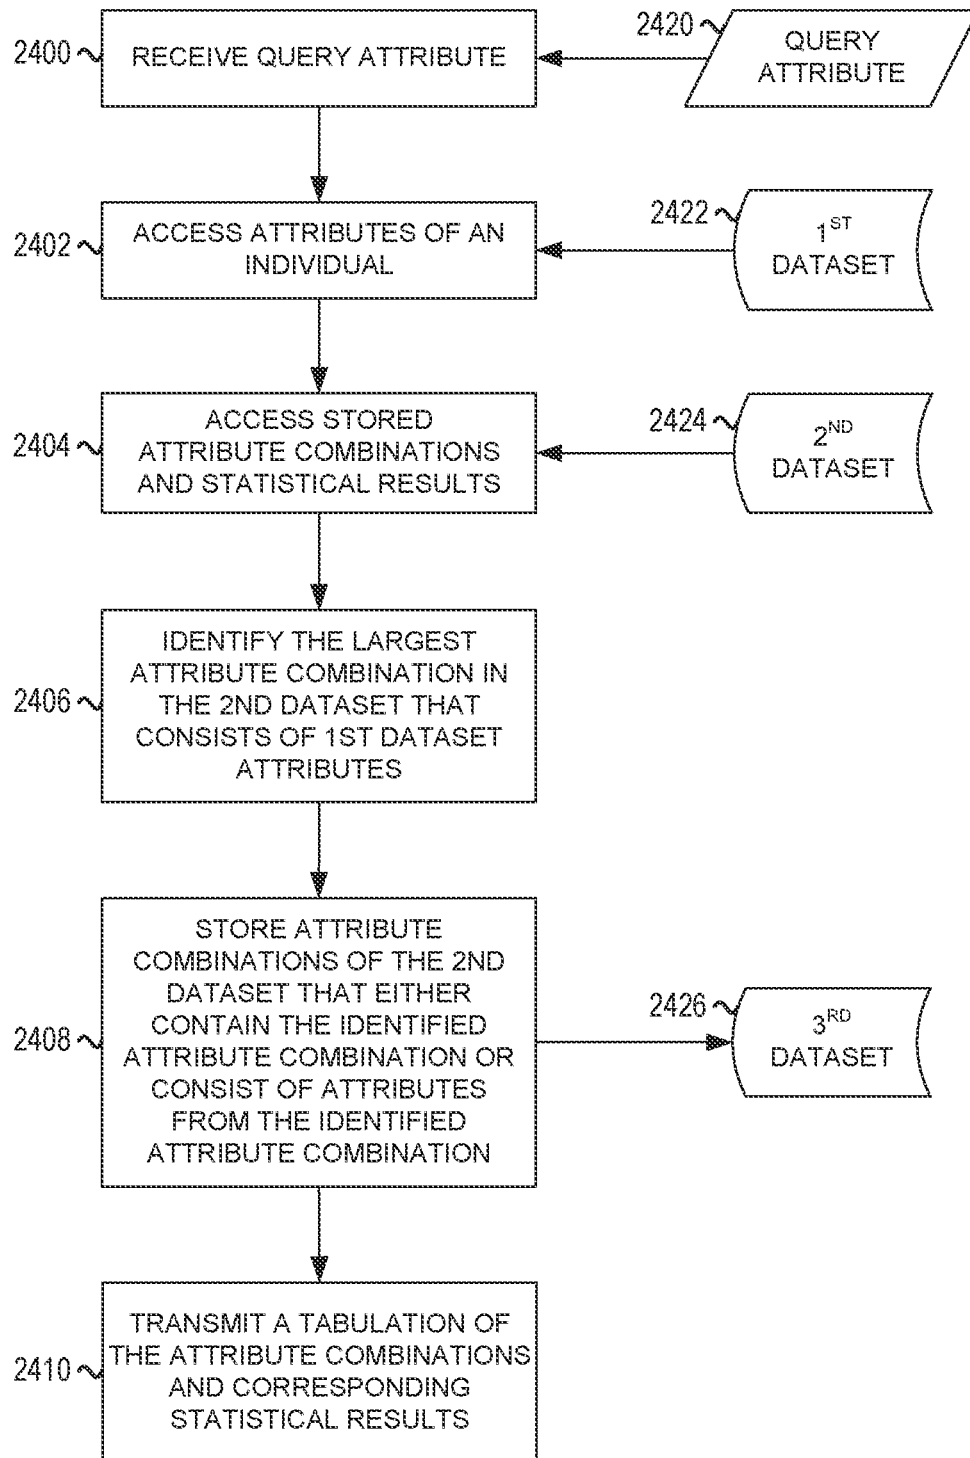 2400
RECEIVE QUERY ATTRIBUTE
2420
QUERY
ATTRIBUTE
2402
ACCESS ATTRIBUTES OF AN
INDIVIDUAL
2422
1ST
DATASET
2404
ACCESS STORED
ATTRIBUTE COMBINATIONS
AND STATISTICAL RESULTS
2424
2ND
DATASET
2406
IDENTIFY THE LARGEST
ATTRIBUTE COMBINATION IN
THE 2ND DATASET THAT
CONSISTS OF 1ST DATASET
ATTRIBUTES
2408
STORE ATTRIBUTE
COMBINATIONS OF THE 2ND
DATASET THAT EITHER
CONTAIN THE IDENTIFIED
ATTRIBUTE COMBINATION OR
CONSIST OF ATTRIBUTES
FROM THE IDENTIFIED
ATTRIBUTE COMBINATION
2426
3RD
DATASET
2410
TRANSMIT A TABULATION OF
THE ATTRIBUTE COMBINATIONS
AND CORRESPONDING
STATISTICAL RESULTS